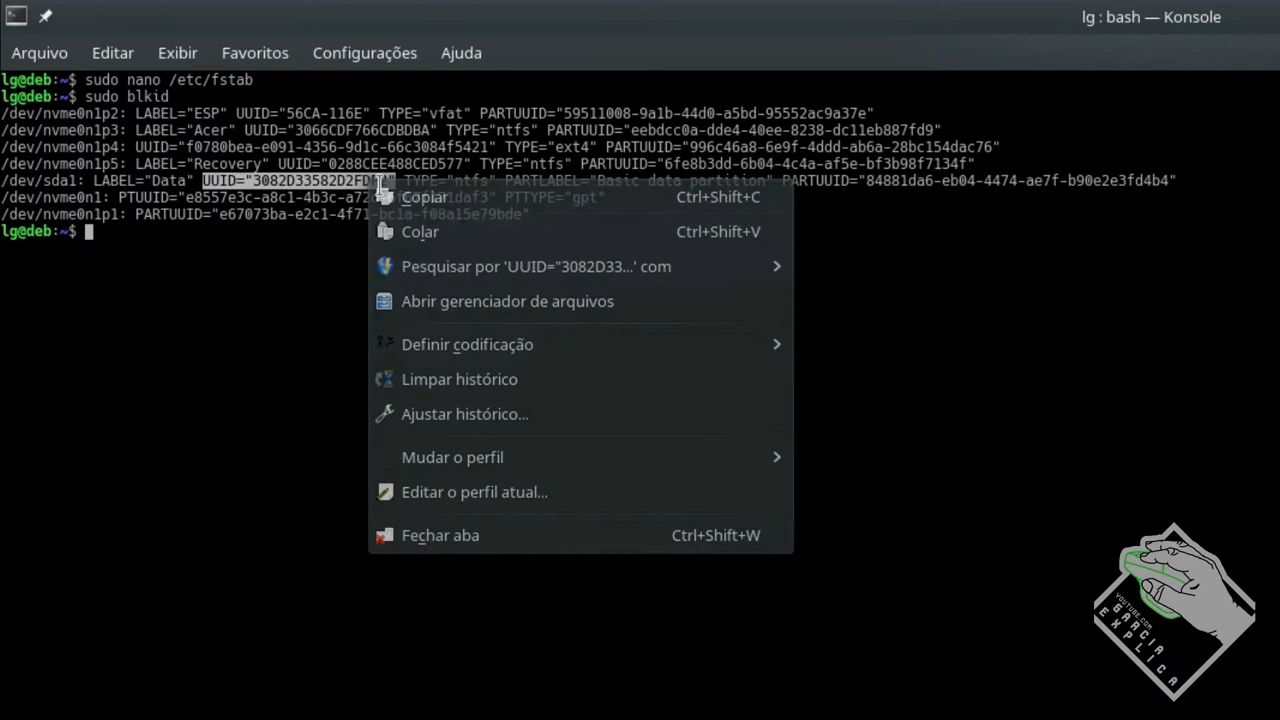 lg : bash — Konsole
Arquivo Editar Exibir Favoritos Configurações Ajuda
lg@deb:~$ sudo nano /etc/fstab
lg@deb:~$ sudo blkid
/dev/nvme0n1p2: LABEL="ESP" UUID="56CA-116E" TYPE="vfat" PARTUUID="59511008-9a1b-44d0-a5bd-95552ac9a37e"
/dev/nvme0n1p3: LABEL="Acer" UUID="3066CDF766CDBDBA" TYPE="ntfs" PARTUUID="eebdcc0a-dde4-40ee-8238-dc11eb887fd9"
/dev/nvme0n1p4: UUID="f0780bea-e091-4356-9d1c-66c3084f5421" TYPE="ext4" PARTUUID="996c46a8-6e9f-4ddd-ab6a-28bc154dac76"
/dev/nvme0n1p5: LABEL="Recovery" UUID="0288CEE488CED577" TYPE="ntfs" PARTUUID="6fe8b3dd-6b04-4c4a-af5e-bf3b98f7134f"
/dev/sda1: LABEL="Data" UUID="3082D33582D2FD TYPE="ntfs" PARTLABEL="Basic data partition" PARTUUID="84881da6-eb04-4474-ae7f-b90e2e3fd4b4"
/dev/nvme0n1: PTUUID="e8557e3c-a8c1-4b3c-a72 1daf3" PTTYPE="gpt"
/dev/nvme0n1p1: PARTUUID="e67073ba-e2c1-4f71-bc1a-f08a15e79bde"
lg@deb:~$
Copiar Ctrl+Shift+C
Colar Ctrl+Shift+V
Pesquisar por 'UUID="3082D33...' com
Abrir gerenciador de arquivos
Definir codificação
Limpar histórico
Ajustar histórico...
Mudar o perfil
Editar o perfil atual...
Fechar aba Ctrl+Shift+W
YOUTUBE.COM
GARCIA
EXPLICA